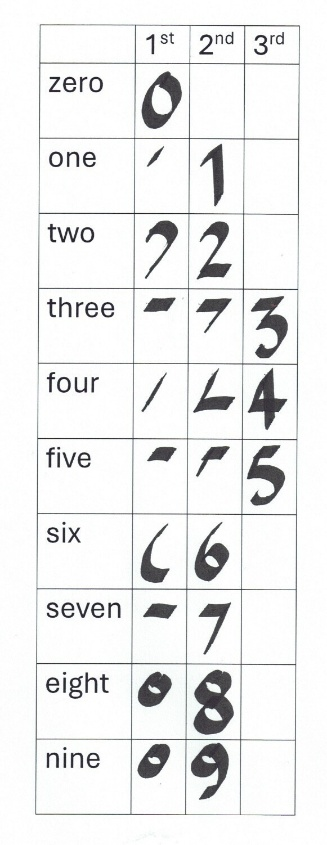 1st 2nd 3rd
zero 0
one 1
two 2
three 3
four 4
five 5
six 6
seven 7
eight 8
nine 9